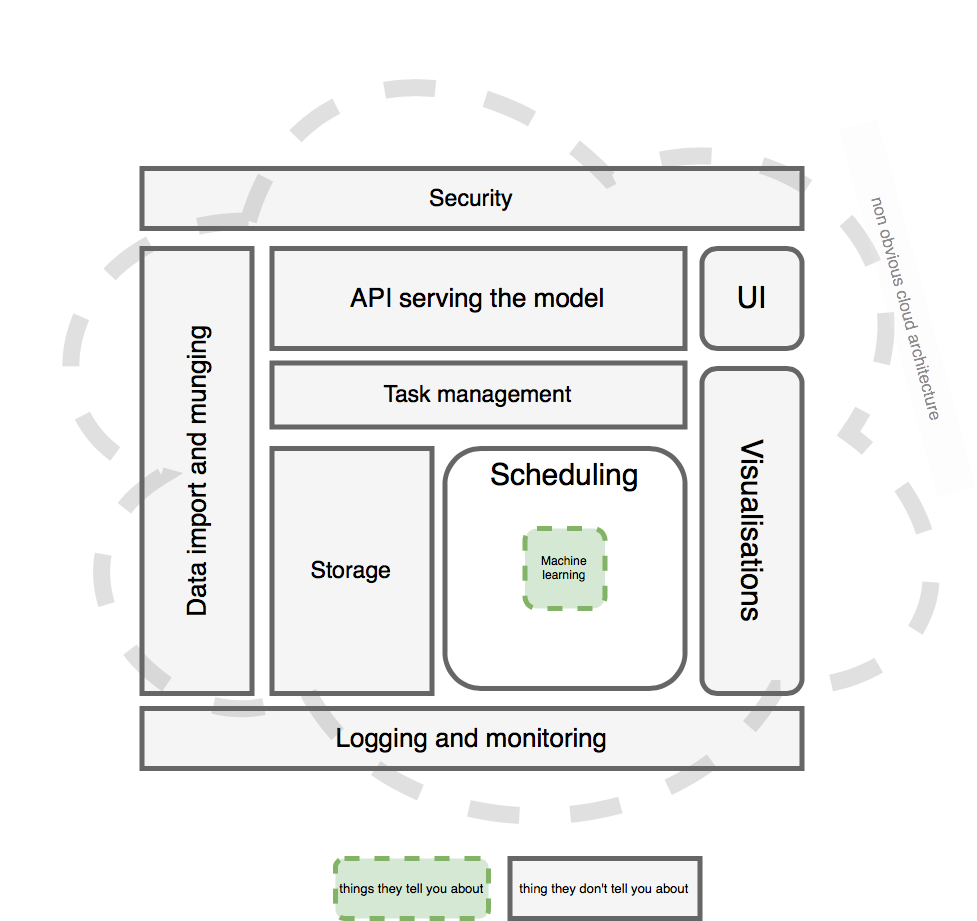 Security
non obvious cloud architecture
API serving the model
UI
Data import and munging
Task management
Scheduling
Visualisations
Machine
learning
Storage
Logging and monitoring
things they tell you about
thing they don't tell you about